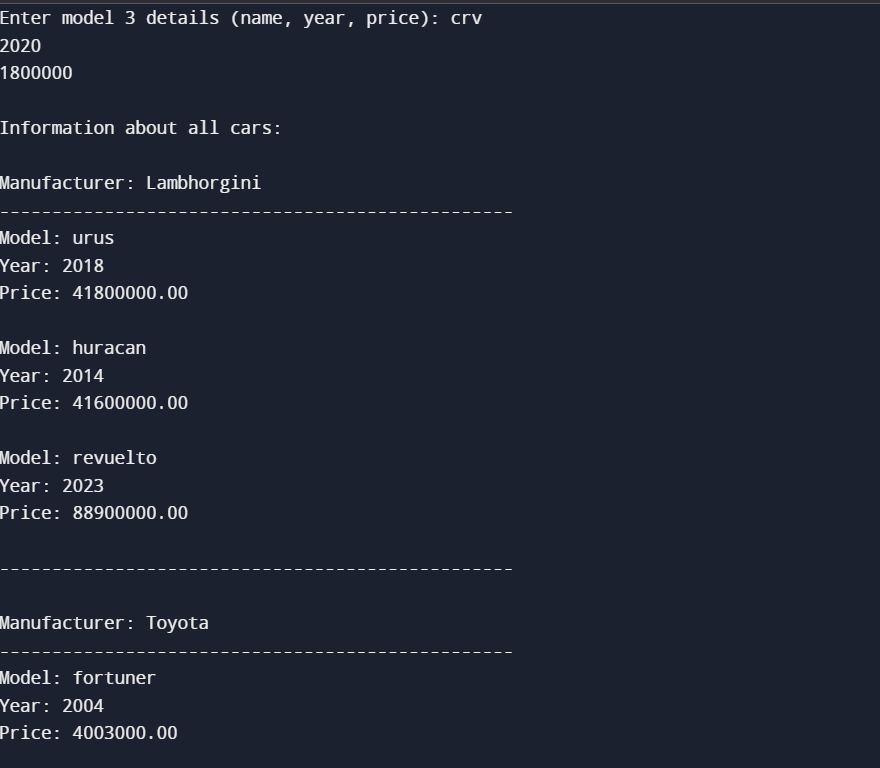 Enter model 3 details (name, year, price): crv
2020
1800000
Information about all cars:
Manufacturer: Lambhorgini
-------------------------------------------------
Model: urus
Year: 2018
Price: 41800000.00
Model: huracan
Year: 2014
Price: 41600000.00
Model: revuelto
Year: 2023
Price: 88900000.00
-------------------------------------------------
Manufacturer: Toyota
-------------------------------------------------
Model: fortuner
Year: 2004
Price: 4003000.00